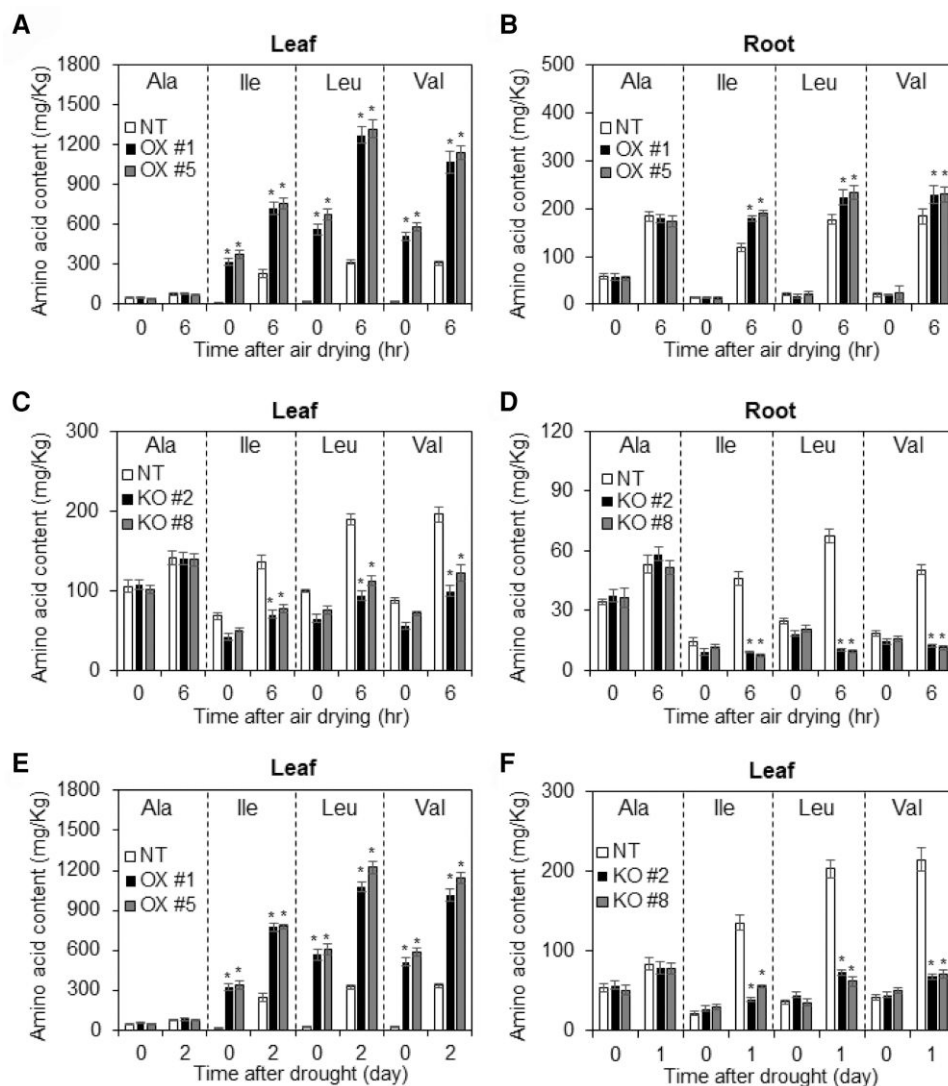 A
Leaf
Amino acid content (mg/Kg)
1800
1500
1200
900
600
300
0
Ala Ile Leu Val
NT
OX #1
OX #5
* * * * * * * * * * * *
0 6 0 6 0 6 0 6
Time after air drying (hr)
B
Root
Amino acid content (mg/Kg)
500
400
300
200
100
0
Ala Ile Leu Val
NT
OX #1
OX #5
* * * * * *
0 6 0 6 0 6 0 6
Time after air drying (hr)
C
Leaf
Amino acid content (mg/Kg)
300
200
100
0
Ala Ile Leu Val
NT
KO #2
KO #8
* * * * * *
0 6 0 6 0 6 0 6
Time after air drying (hr)
D
Root
Amino acid content (mg/Kg)
120
90
60
30
0
Ala Ile Leu Val
NT
KO #2
KO #8
* * * * * *
0 6 0 6 0 6 0 6
Time after air drying (hr)
E
Leaf
Amino acid content (mg/Kg)
1800
1500
1200
900
600
300
0
Ala Ile Leu Val
NT
OX #1
OX #5
* * * * * * * * * * * *
0 2 0 2 0 2 0 2
Time after drought (day)
F
Leaf
Amino acid content (mg/Kg)
300
200
100
0
Ala Ile Leu Val
NT
KO #2
KO #8
* * * * * *
0 1 0 1 0 1 0 1
Time after drought (day)